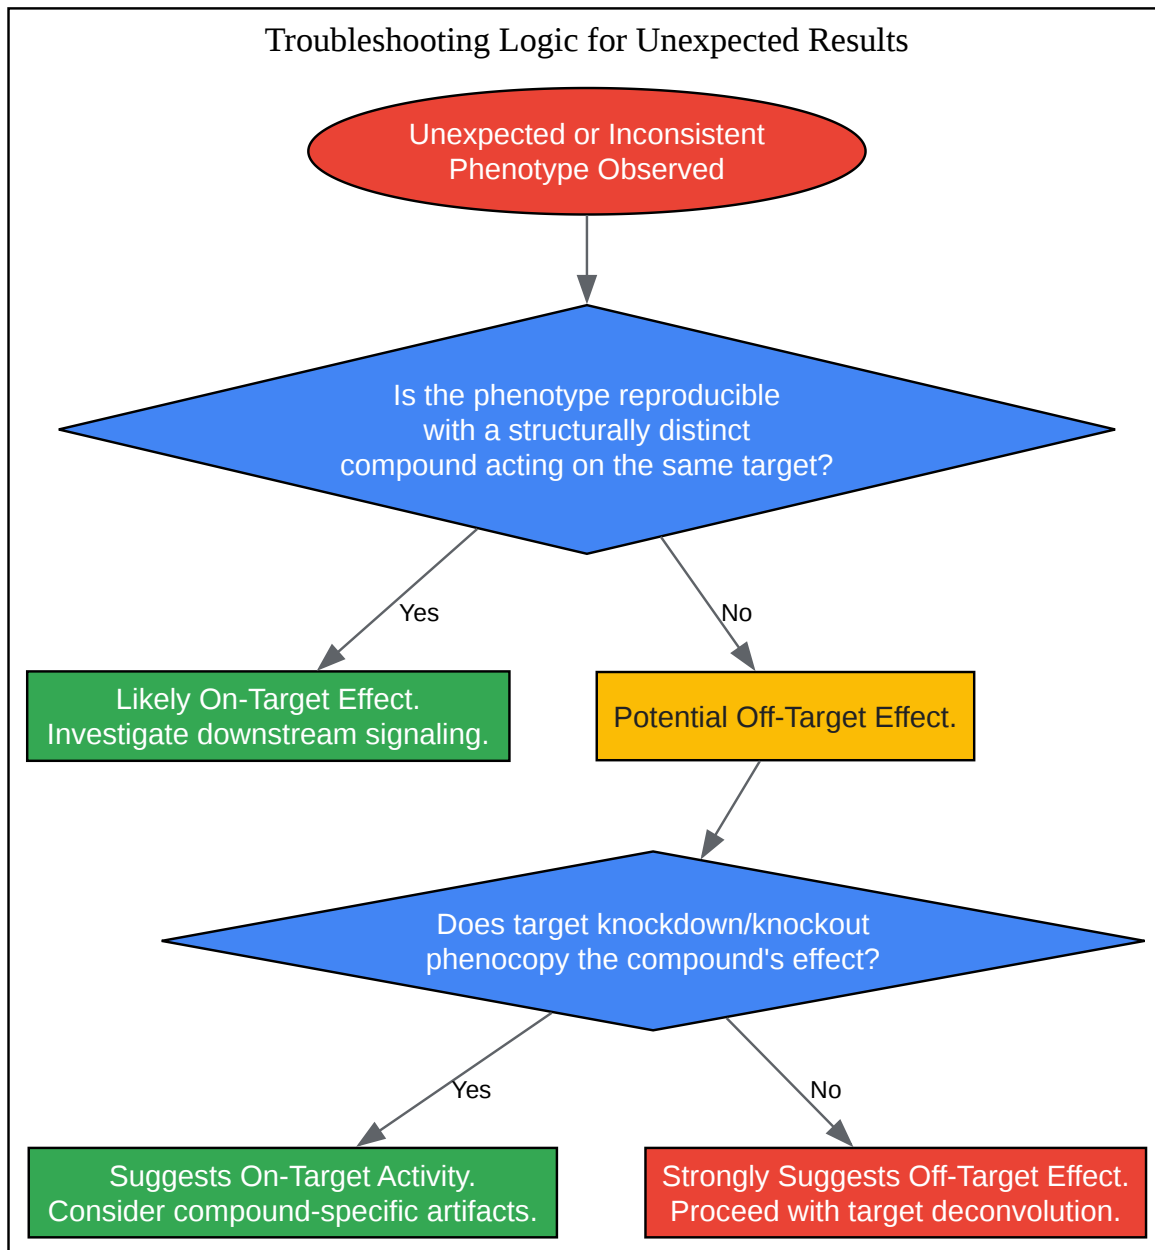 Troubleshooting Logic for Unexpected Results
Unexpected or Inconsistent
Phenotype Observed
Is the phenotype reproducible
with a structurally distinct
compound acting on the same target?
Yes
No
Likely On-Target Effect.
Investigate downstream signaling.
Potential Off-Target Effect.
Does target knockdown/knockout
phenocopy the compound's effect?
Yes
No
Suggests On-Target Activity.
Consider compound-specific artifacts.
Strongly Suggests Off-Target Effect.
Proceed with target deconvolution.